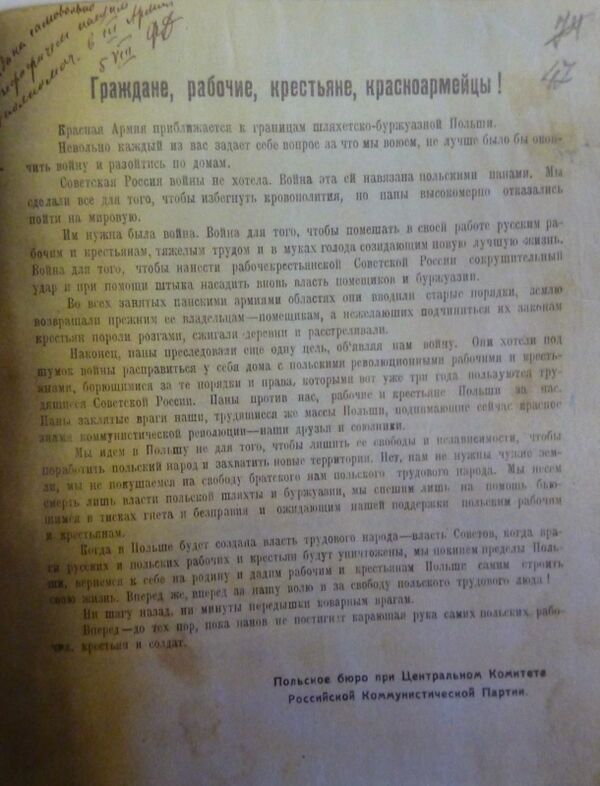 74
47
5 VIII
Граждане, рабочие, крестьяне, красноармейцы!
Красная Армия приближается к границам шляхетско-буржуазной Польши.
Невольно каждый из вас задает себе вопрос за что мы воюем, не лучше было бы окон-
чить войну и разойтись по домам.
Советская Россия войны не хотела. Война эта ей навязана польскими панами. Мы
сделали все для того, чтобы избегнуть кровополития, но паны высокомерно отказались
пойти на мировую.
Им нужна была война. Война для того, чтобы помешать в своей работе русским ра-
бочим и крестьянам, тяжелым трудом и в муках голода созидающим новую лучшую жизнь.
Война для того, чтобы нанести рабочекрестьянской Советской России сокрушительный
удар и при помощи штыка насадить вновь власть помещиков и буржуазии.
Во всех занятых панскими армиями областях они вводили старые порядки, землю
возвращали прежним ее владельцам—помещикам, а нежелающих подчиниться их законам
крестьян пороли розгами, сжигали деревни и расстреливали.
Наконец, паны преследовали еще одну цель, об'являя нам войну. Они хотели под
шумок войны расправиться у себя дома с польскими революционными рабочими и кресть-
янами, борющимися за те порядки и права, которыми вот уже три года пользуются тру-
дящиеся Советской России. Паны против нас, рабочие и крестьяне Польши за нас.
Паны заклятые враги наши, трудящиеся же массы Польши, поднимающие сейчас красное
знамя коммунистической революции—наши друзья и союзники.
Мы идем в Польшу не для того, чтобы лишить ее свободы и независимости, чтобы
поработить польский народ и захватить новые территории. Нет, нам не нужны чужие зем-
ли, мы не покушаемся на свободу братского нам польского трудового народа. Мы несем
смерть лишь власти польской шляхты и буржуазии, мы спешим лишь на помощь бью-
щимся в тисках гнета и бесправия и ожидающим нашей поддержки польским рабочим
и крестьянам.
Когда в Польше будет создана власть трудового народа—власть Советов, когда вра-
ги русских и польских рабочих и крестьян будут уничтожены, мы покинем пределы Поль-
ши, вернемся к себе на родину и дадим рабочим и крестьянам Польши самим строить
свою жизнь. Вперед же, вперед за нашу волю и за свободу польского трудового люда!
Ни шагу назад, ни минуты передышки коварным врагам.
Вперед—до тех пор, пока панов не постигнет карающая рука самих польских рабо-
чих, крестьян и солдат.
Польское бюро при Центральном Комитете
Российской Коммунистической Партии.